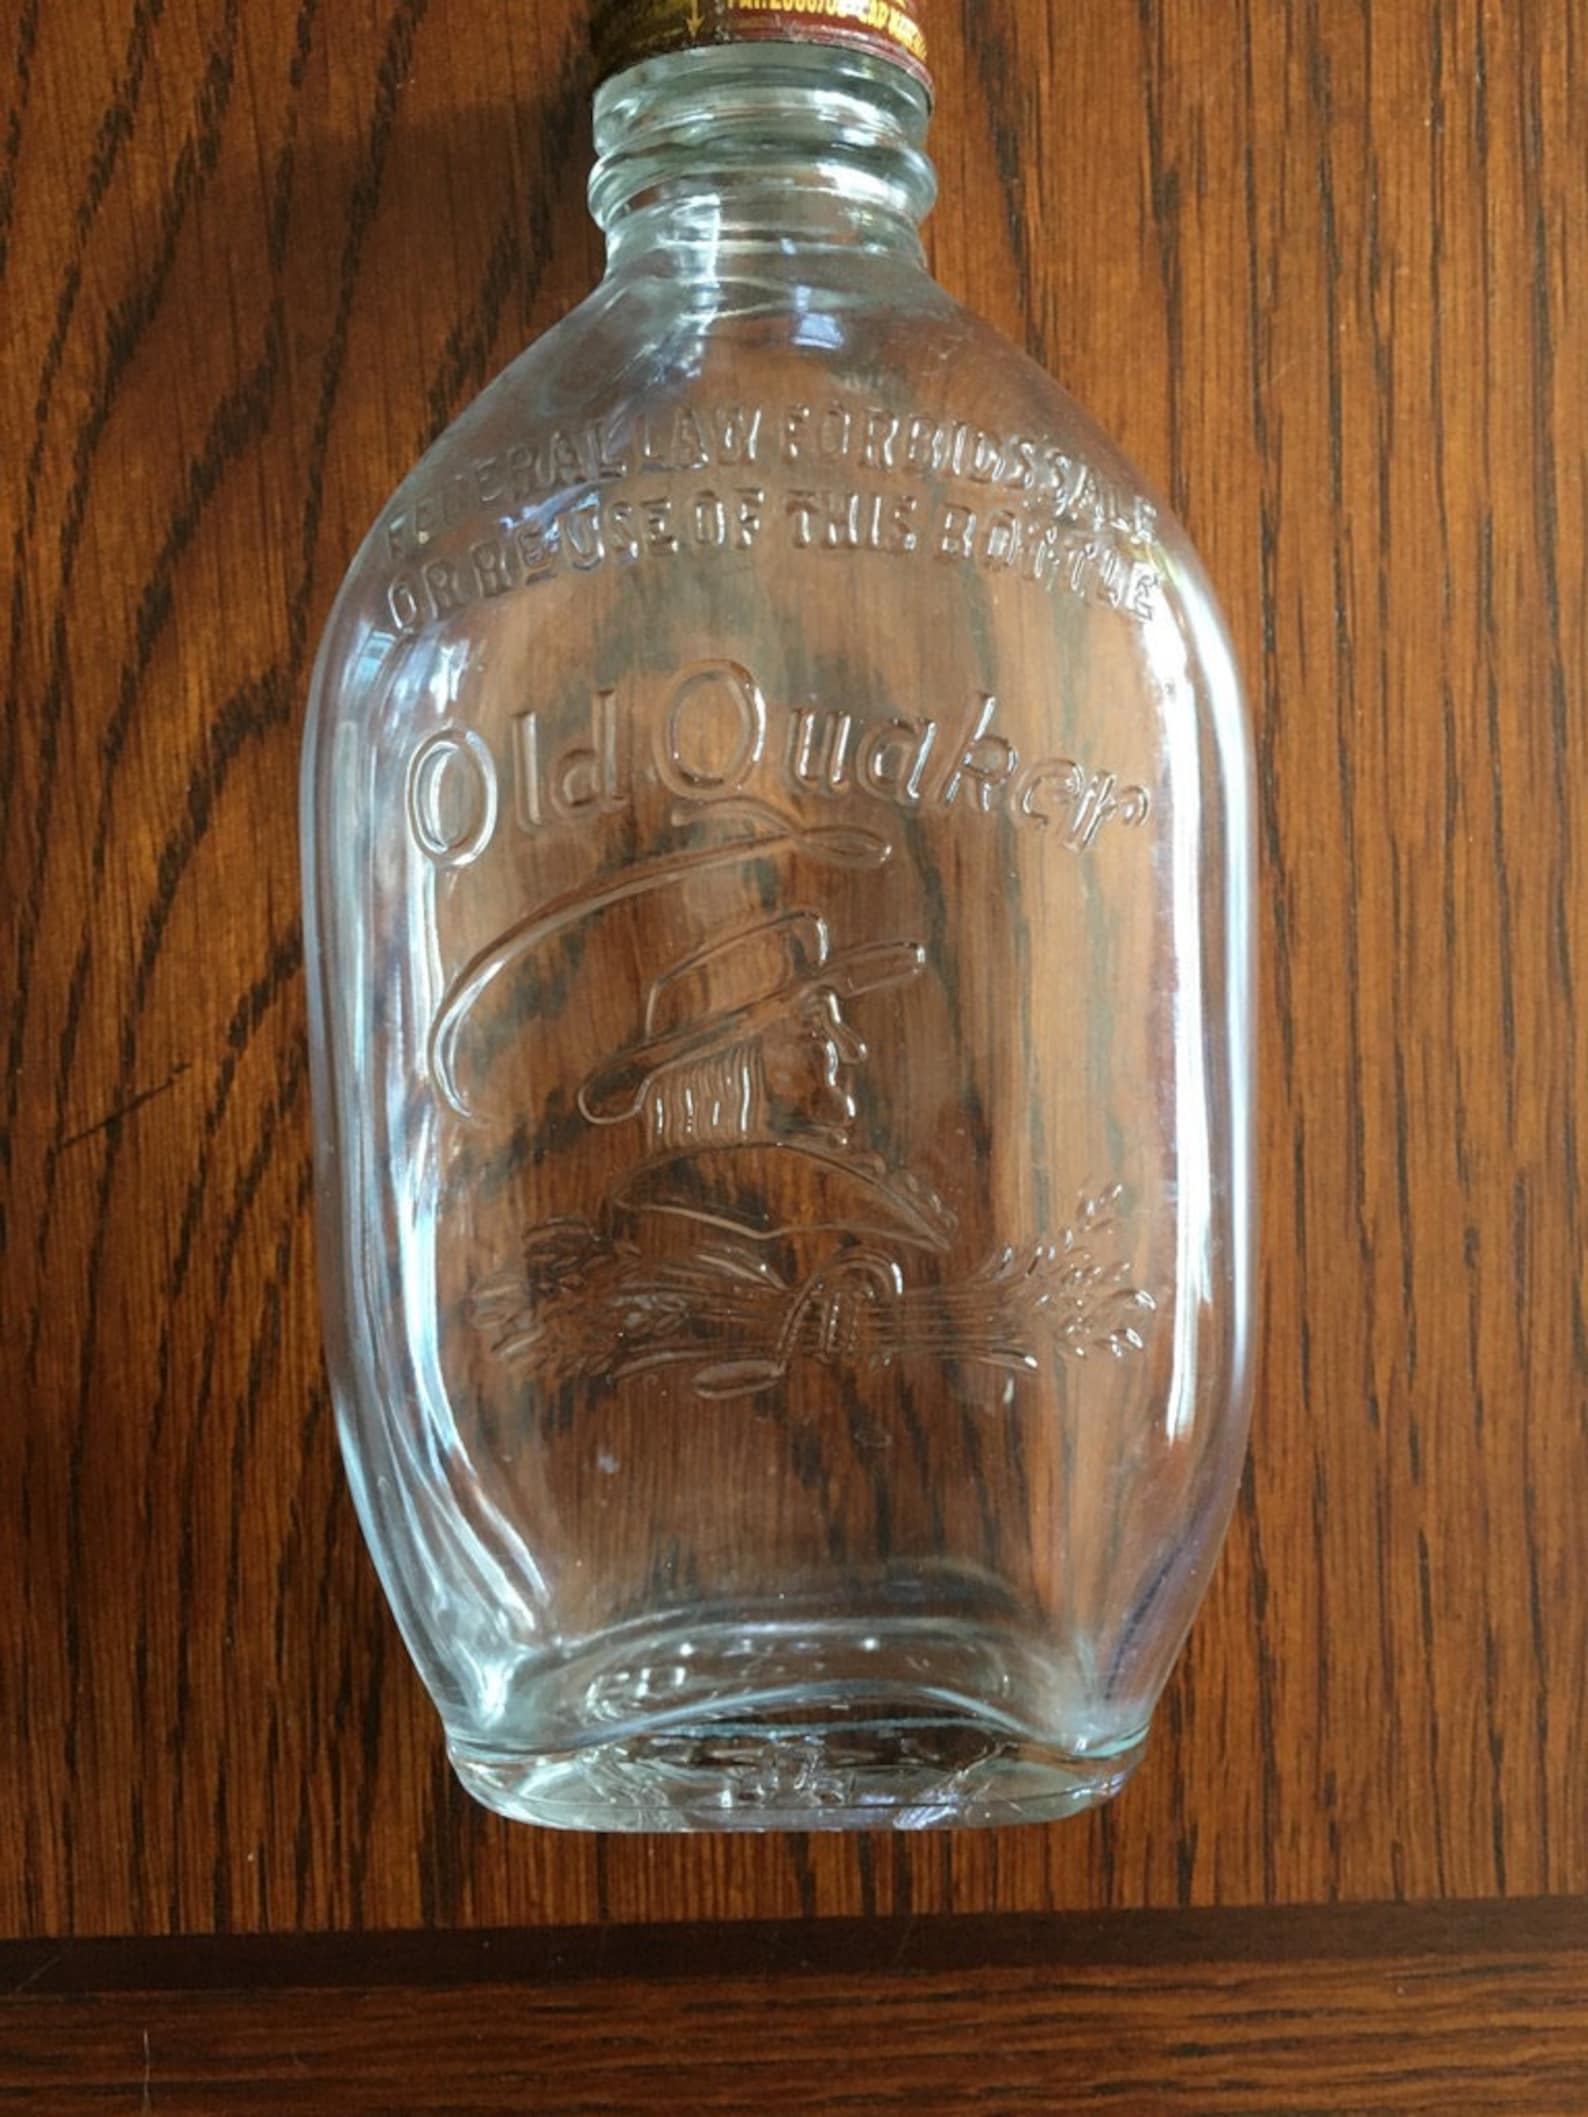 FEDERAL LAW FORBIDS SALE
OR RE-USE OF THIS BOTTLE
Old Quaker